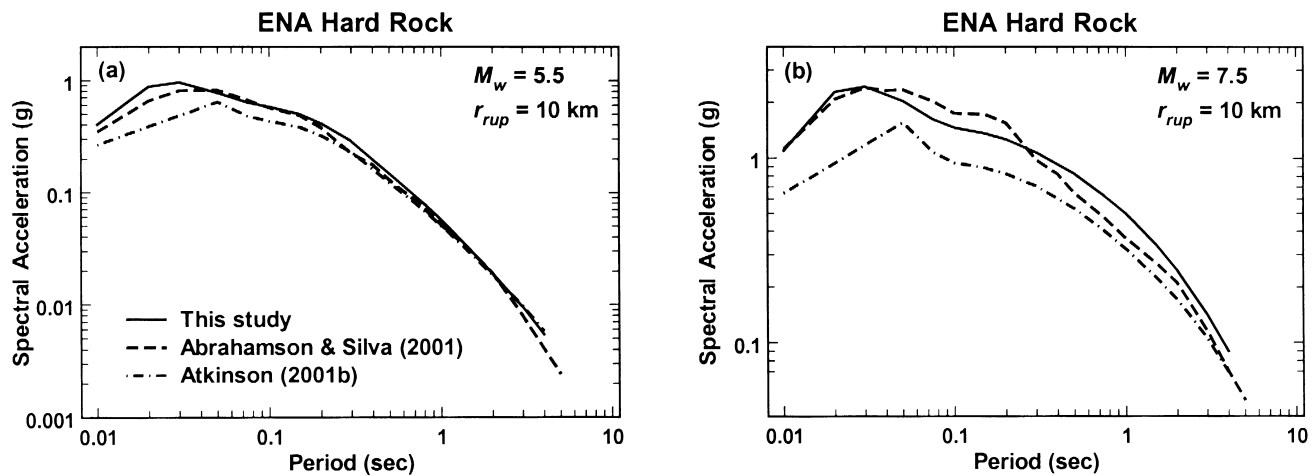 ENA Hard Rock
(a)
M_w = 5.5
r_rup = 10 km
1
0.1
0.01
0.001
Spectral Acceleration (g)
This study
Abrahamson & Silva (2001)
Atkinson (2001b)
0.01 0.1 1 10
Period (sec)
ENA Hard Rock
(b)
M_w = 7.5
r_rup = 10 km
1
0.1
Spectral Acceleration (g)
0.01 0.1 1 10
Period (sec)